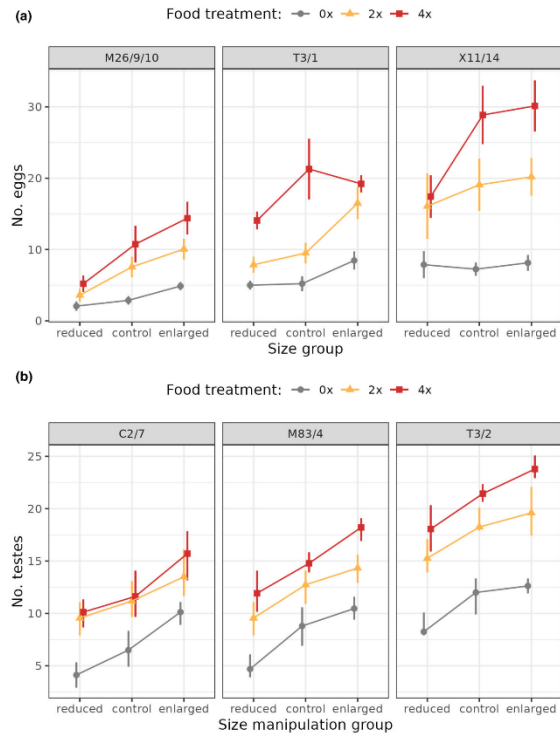 (a)
Food treatment: 0x 2x 4x
M26/9/10 T3/1 X11/14
No. eggs
30
20
10
0
reduced control enlarged reduced control enlarged reduced control enlarged
Size group
(b)
Food treatment: 0x 2x 4x
C2/7 M83/4 T3/2
No. testes
25
20
15
10
5
reduced control enlarged reduced control enlarged reduced control enlarged
Size manipulation group